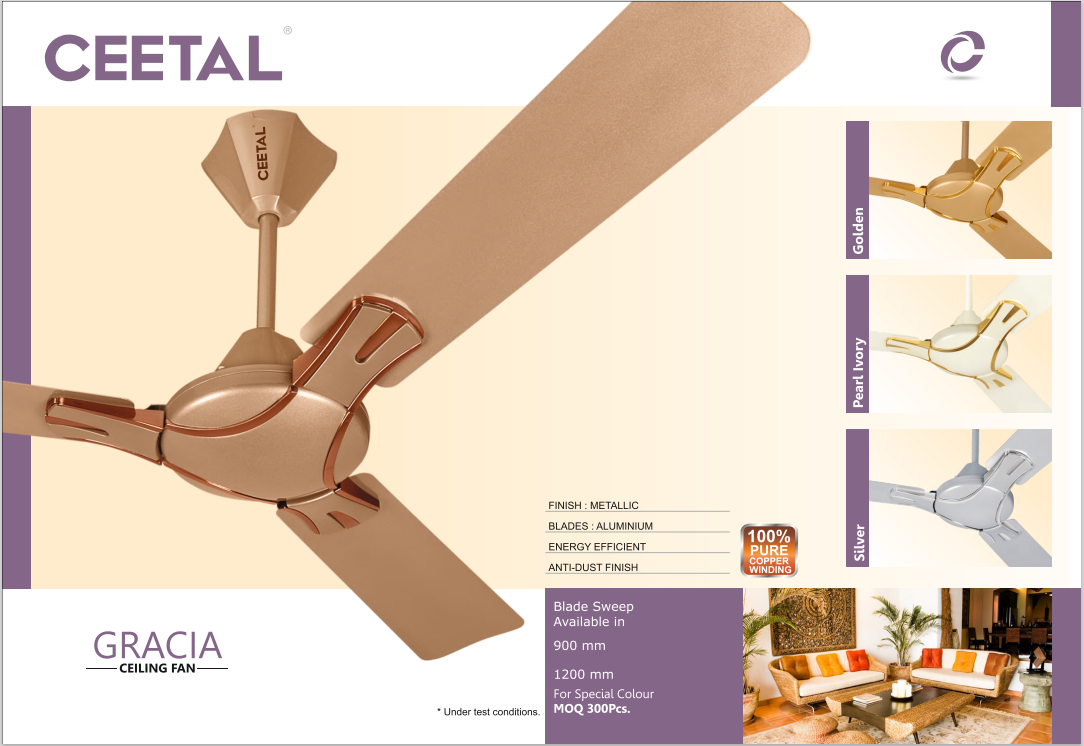 CEETAL ®
CEETAL
Golden
Pearl Ivory
Silver
FINISH : METALLIC
BLADES : ALUMINIUM
ENERGY EFFICIENT
ANTI-DUST FINISH
100%
PURE
COPPER
WINDING
Blade Sweep
Available in
900 mm
1200 mm
For Special Colour
MOQ 300Pcs.
GRACIA
CEILING FAN
* Under test conditions.